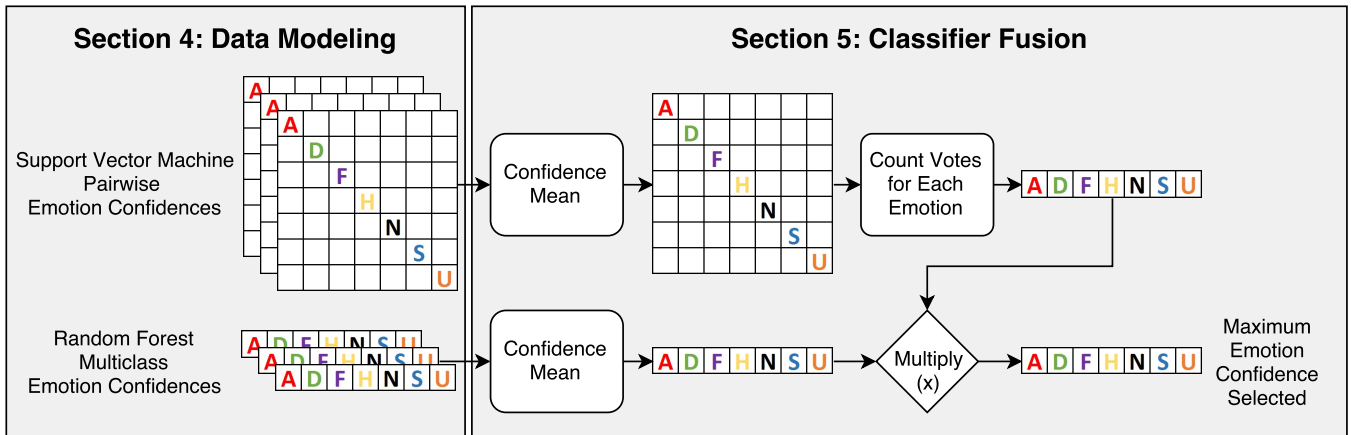 Section 4: Data Modeling
Support Vector Machine
Pairwise
Emotion Confidences
A
A
A
D
F
H
N
S
U
Random Forest
Multiclass
Emotion Confidences
A D F H N S U
A D F H N S U
A D F H N S U
Section 5: Classifier Fusion
Confidence
Mean
A
D
F
H
N
S
U
Count Votes
for Each
Emotion
A D F H N S U
Confidence
Mean
A D F H N S U
Multiply
(x)
A D F H N S U
Maximum
Emotion
Confidence
Selected